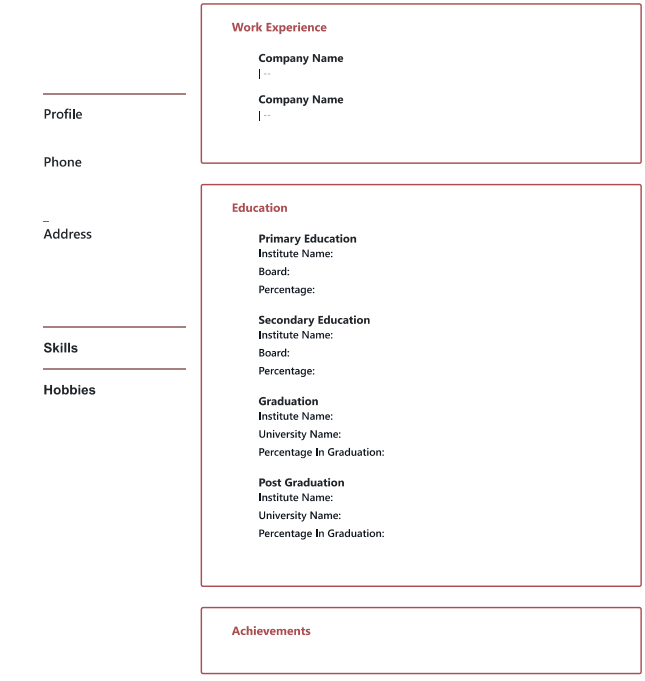 Profile
Phone
_
Address
Skills
Hobbies
Work Experience
Company Name
| --
Company Name
| --
Education
Primary Education
Institute Name:
Board:
Percentage:
Secondary Education
Institute Name:
Board:
Percentage:
Graduation
Institute Name:
University Name:
Percentage In Graduation:
Post Graduation
Institute Name:
University Name:
Percentage In Graduation:
Achievements